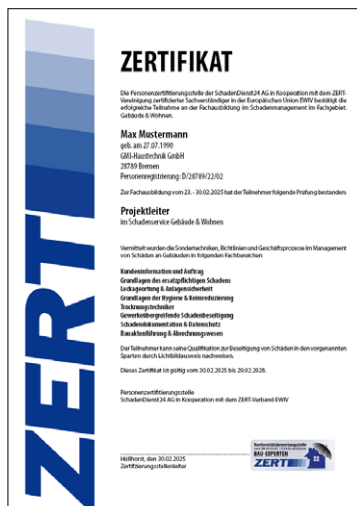 ZERTIFIKAT
Die Personenzertifizierungsstelle der SchadenDienst24 AG in Kooperation mit dem ZERT-
Vereinigung zertifizierter Sachverständiger in der Europäischen Union EWIV bestätigt die
erfolgreiche Teilnahme an der Fachausbildung im Schadenmanagement im Fachgebiet:
Gebäude & Wohnen.
Max Mustermann
geb. am 27.07.1990
GMI-Haustechnik GmbH
28789 Bremen
Personenregistrierung: D/28789/22/02
Zur Fachausbildung vom 23. - 30.02.2025 hat der Teilnehmer folgende Prüfung bestanden:
Projektleiter
im Schadenservice Gebäude & Wohnen
Vermittelt wurden die Sondertechniken, Richtlinien und Geschäftsprozesse im Management
von Schäden an Gebäuden in folgenden Fachbereichen
Kundeninformation und Auftrag
Grundlagen des ersatzpflichtigen Schadens
Leckageortung & Anlagensicherheit
Grundlagen der Hygiene & Keimreduzierung
Trocknungstechniker
Gewerkeübergreifende Schadenbeseitigung
Schadendokumentation & Datenschutz
Bauaktenführung & Abrechnungswesen
Der Teilnehmer kann seine Qualifikation zur Beseitigung von Schäden in den vorgenannten
Sparten durch Lichtbildausweis nachweisen.
Dieses Zertifikat ist gültig vom 30.02.2025 bis 29.02.2028.
Personenzertifizierungsstelle
SchadenDienst24 AG in Kooperation mit dem ZERT-Verband EWIV
Hüllhorst, den 30.02.2025
Zertifizierungsstellenleiter
BAU-EXPERTEN
ZERT
ZERT